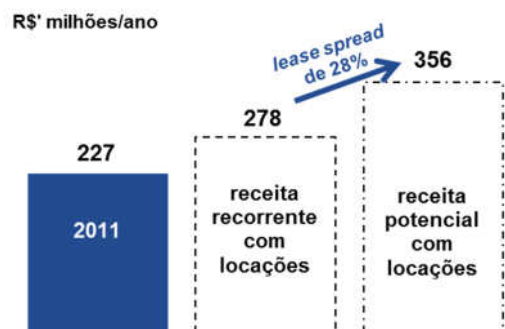 R$' milhões/ano
lease spread
de 28%
356
278
227
2011
receita
recorrente
com
locações
receita
potencial
com
locações